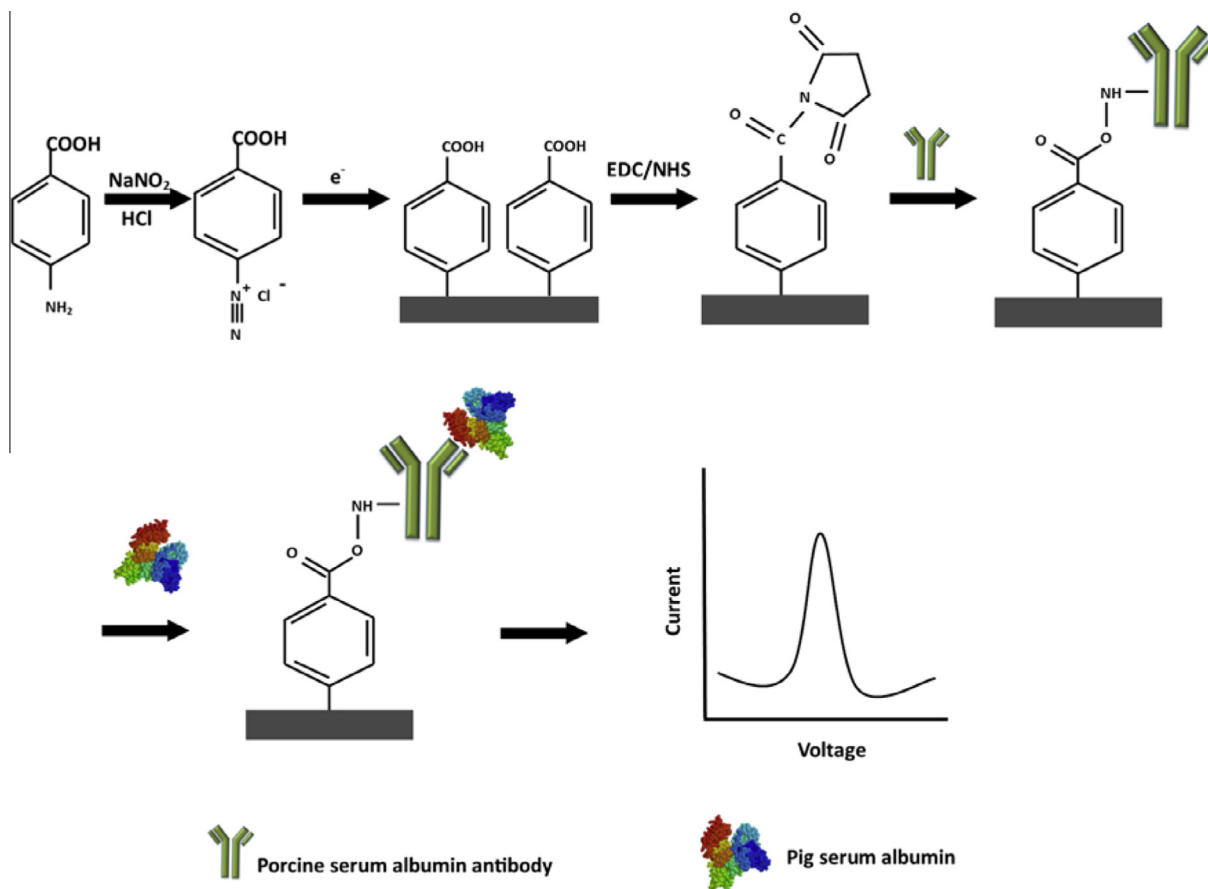 COOH
NaNO2
HCl
NH2
COOH
N+ Cl -
N
e-
COOH COOH
EDC/NHS
O
N
O
C
O
NH
O
O
NH
O
O
Current
Voltage
Porcine serum albumin antibody
Pig serum albumin